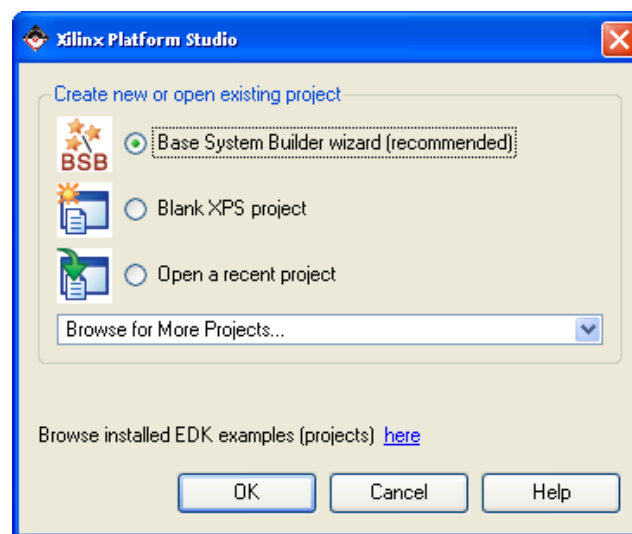 Xilinx Platform Studio
Create new or open existing project
BSB
Base System Builder wizard (recommended)
Blank XPS project
Open a recent project
Browse for More Projects...
Browse installed EDK examples (projects) here
OK Cancel Help